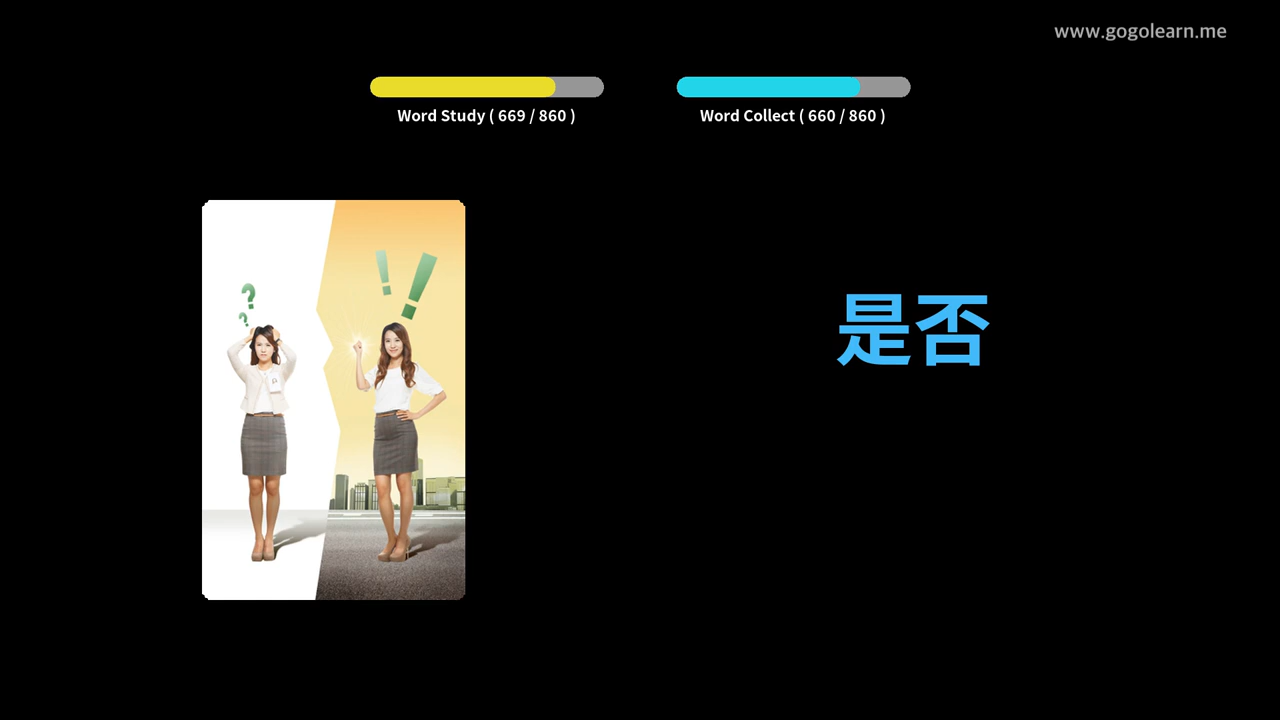 www.gogolearn.me
Word Study ( 669 / 860 )
Word Collect ( 660 / 860 )
? ?
! !
是否